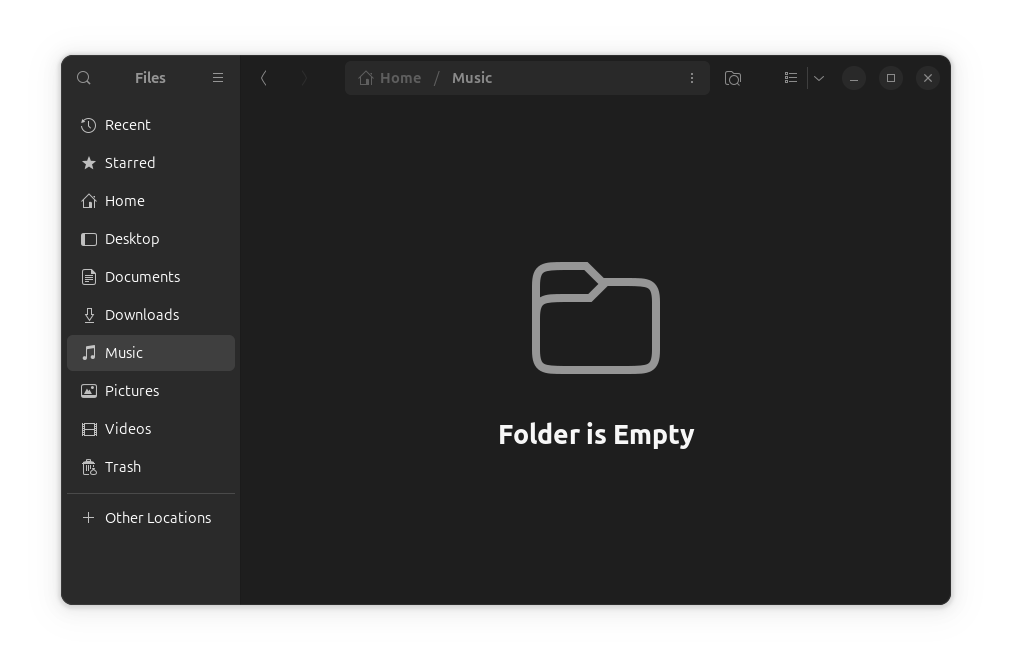 Files
Home / Music
Recent
Starred
Home
Desktop
Documents
Downloads
Music
Pictures
Videos
Trash
Other Locations
Folder is Empty